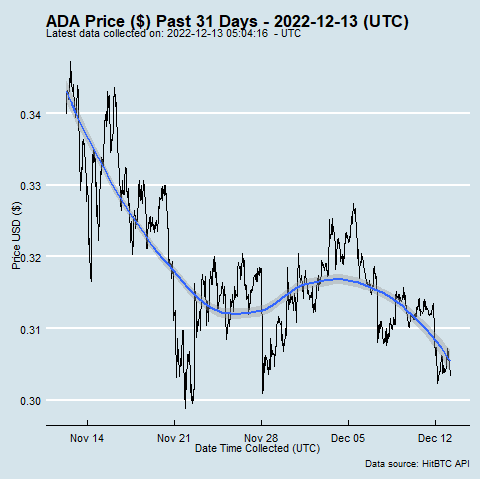 ADA Price ($) Past 31 Days - 2022-12-13 (UTC)
Latest data collected on: 2022-12-13 05:04:16  - UTC
Price USD ($)
0.34
0.33
0.32
0.31
0.30
Nov 14 Nov 21 Nov 28 Dec 05 Dec 12
Date Time Collected (UTC)
Data source: HitBTC API